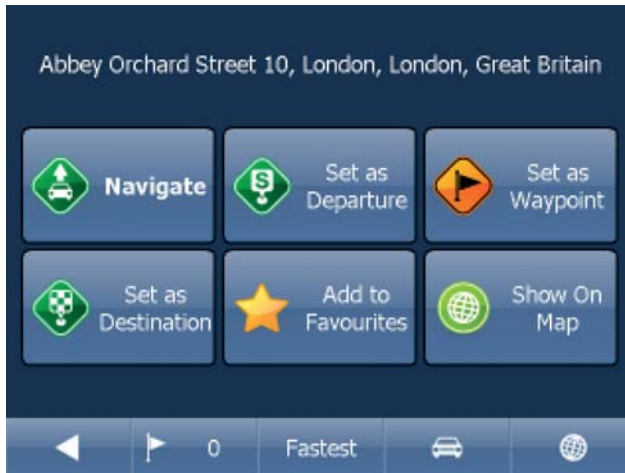 Abbey Orchard Street 10, London, London, Great Britain
Navigate
S
Set as
Departure
Set as
Waypoint
Set as
Destination
Add to
Favourites
Show On
Map
0
Fastest